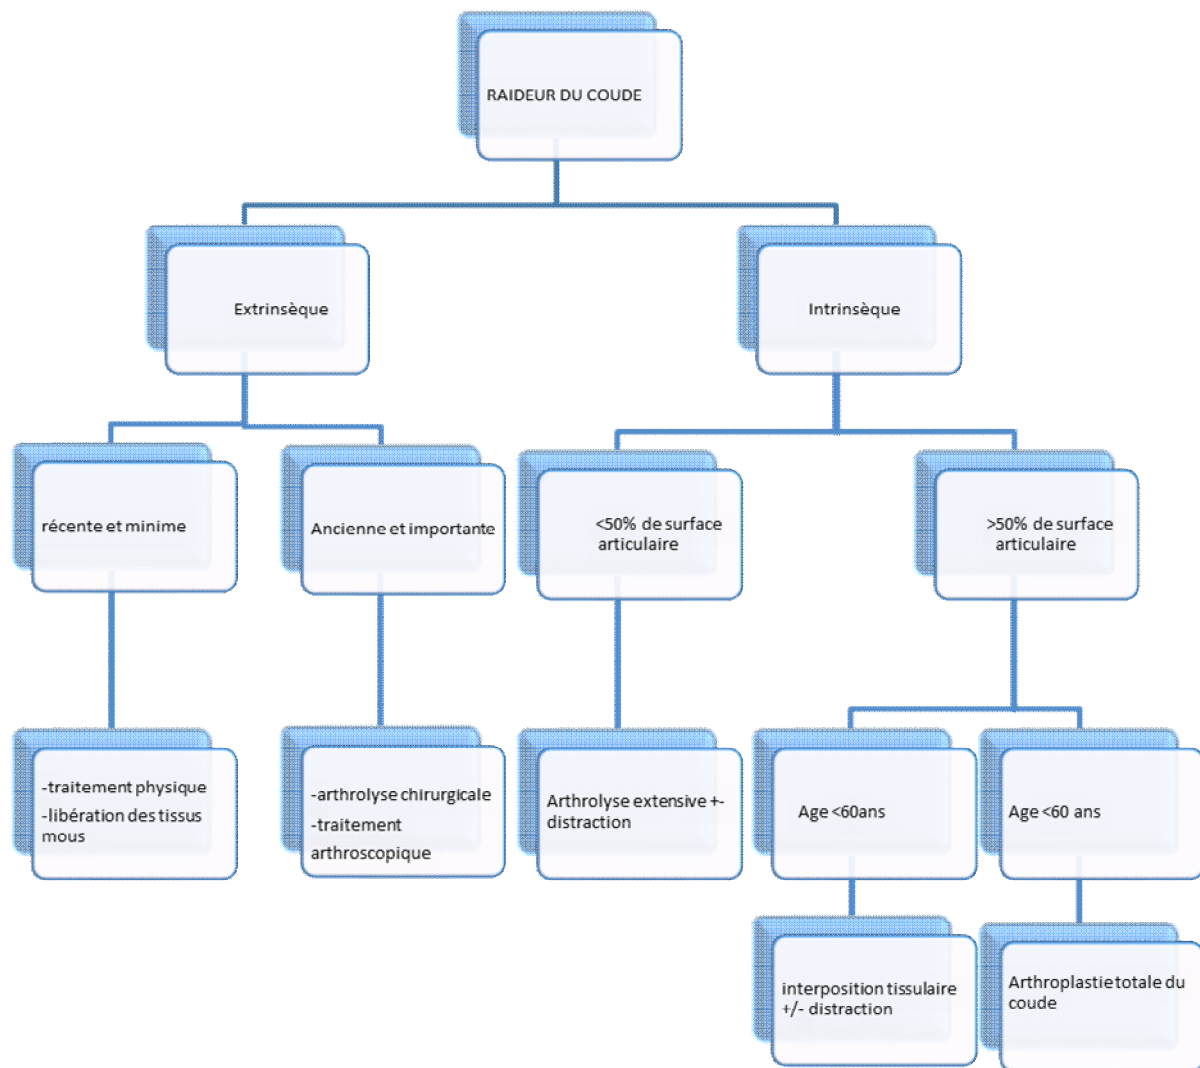 RAIDEUR DU COUDE
Extrinsèque
Intrinsèque
récente et minime
Ancienne et importante
<50% de surface
articulaire
>50% de surface
articulaire
-traitement physique
-libération des tissus
mous
-arthrolyse chirurgicale
-traitement
arthroscopique
Arthrolyse extensive +-
distraction
Age <60ans
Age <60 ans
interposition tissulaire
+/- distraction
Arthroplastie totale du
coude